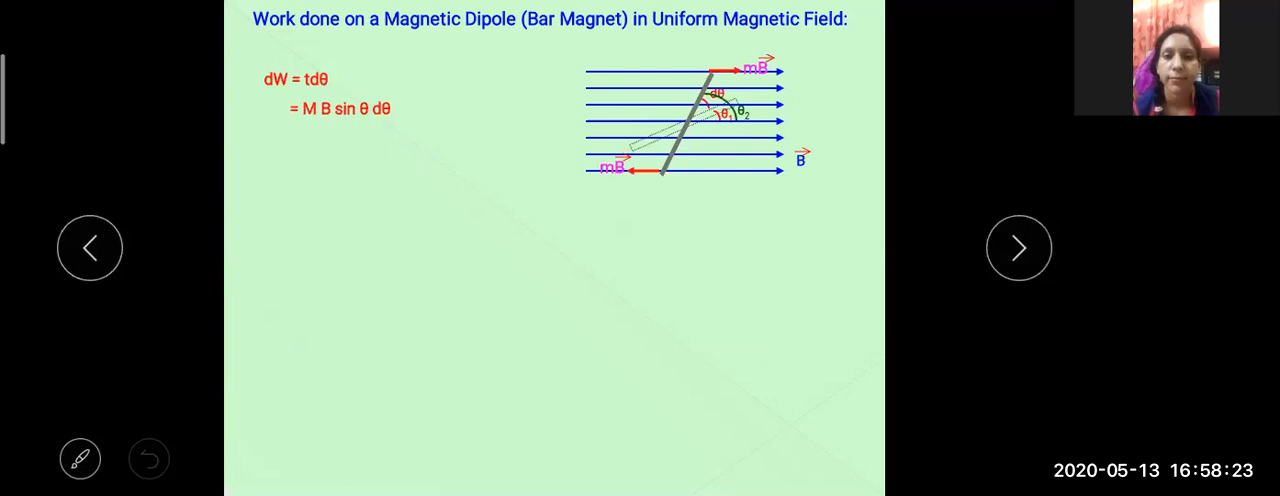 Work done on a Magnetic Dipole (Bar Magnet) in Uniform Magnetic Field:
dW = tdθ
= M B sin θ dθ
mB
dθ
θ1
θ2
mB
B
2020-05-13 16:58:23